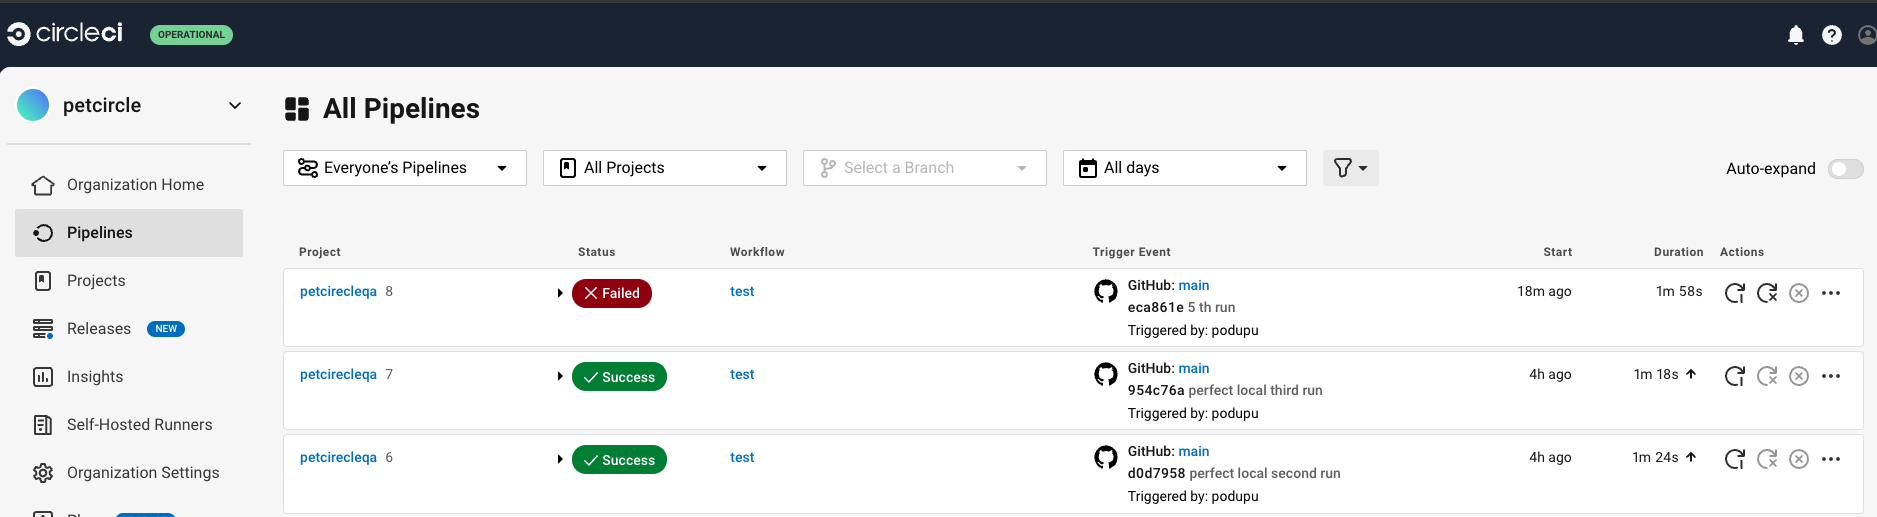 circleci OPERATIONAL
petcircle
All Pipelines
Everyone's Pipelines All Projects Select a Branch All days
Auto-expand
Organization Home
Pipelines
Projects
Releases NEW
Insights
Self-Hosted Runners
Organization Settings
Project Status Workflow Trigger Event Start Duration Actions
petcirecleqa 8 Failed test GitHub: main 18m ago 1m 58s
eca861e 5 th run
Triggered by: podupu
petcirecleqa 7 Success test GitHub: main 4h ago 1m 18s
954c76a perfect local third run
Triggered by: podupu
petcirecleqa 6 Success test GitHub: main 4h ago 1m 24s
d0d7958 perfect local second run
Triggered by: podupu